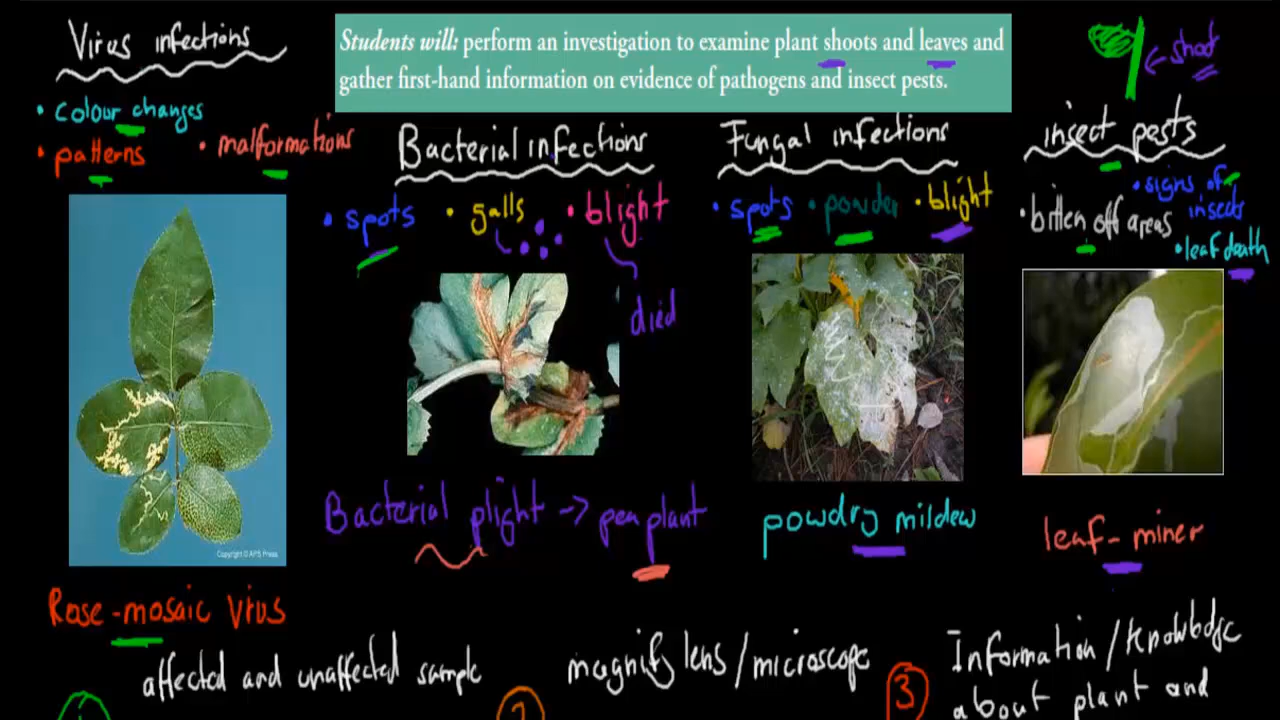 Virus infections
• colour changes
• patterns
• malformations
Students will: perform an investigation to examine plant shoots and leaves and
gather first-hand information on evidence of pathogens and insect pests.
shoot
Bacterial infections
• spots
• galls
• blight
died
Fungal infections
• spots
• powder
• blight
insect pests
• bitten off areas
• signs of
insects
• leaf death
Copyright © APS Press
Rose-mosaic virus
Bacterial plight -> pea plant
powdry mildew
leaf-miner
1
affected and unaffected sample
2
magnify lens/microscope
3
Information/knowledge
about plant and